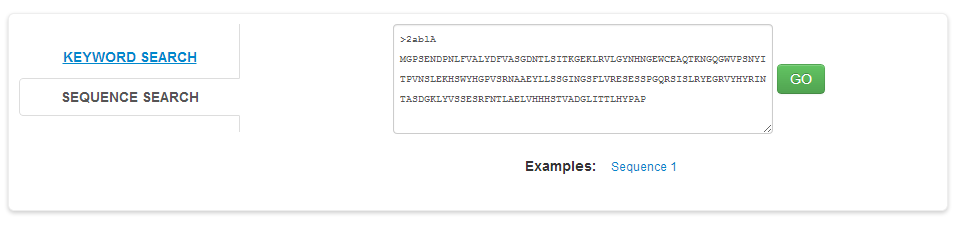 KEYWORD SEARCH
SEQUENCE SEARCH
>2ablA
MGPSENDPNLFVALYDFVASGDNTLSITKGEKLRVLGYNHNGEWCEAQTKNGQGWVPSNYI
TPVNSLEKHSWYHGPVSRNAAEYLLSSGINGSFLVRESESSPGQRSISLRYEGRVYHYRIN
TASDGKLYVSSESRFNTLAELVHHHSTVADGLITTLHYPAP
GO
Examples: Sequence 1